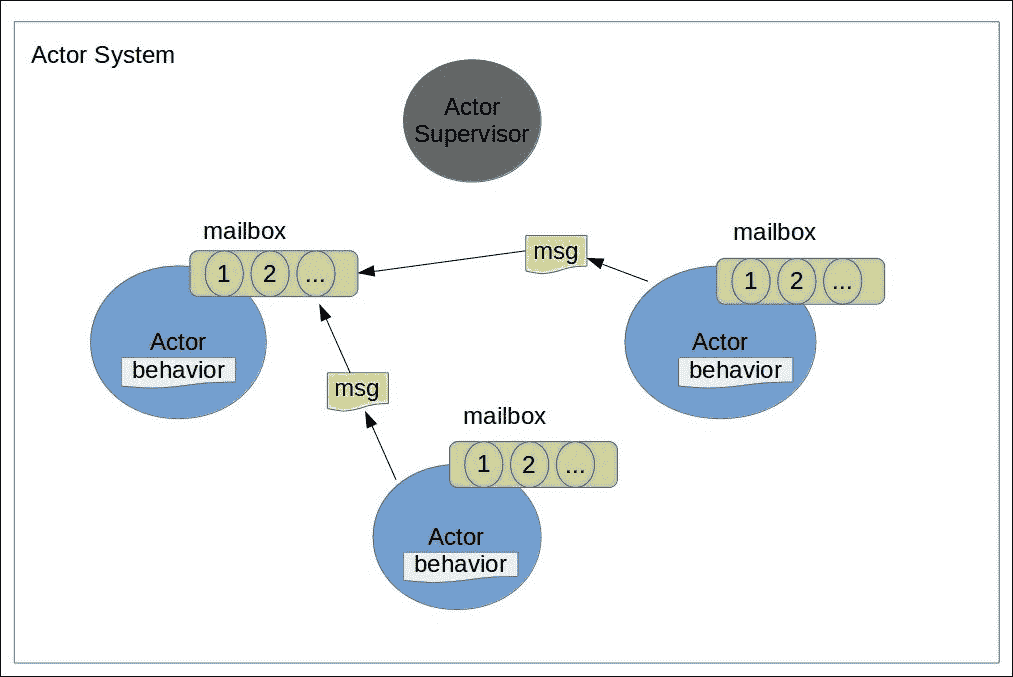 Actor System
Actor
Supervisor
mailbox
1 2 ...
Actor
behavior
msg
mailbox
1 2 ...
Actor
behavior
msg
mailbox
1 2 ...
Actor
behavior